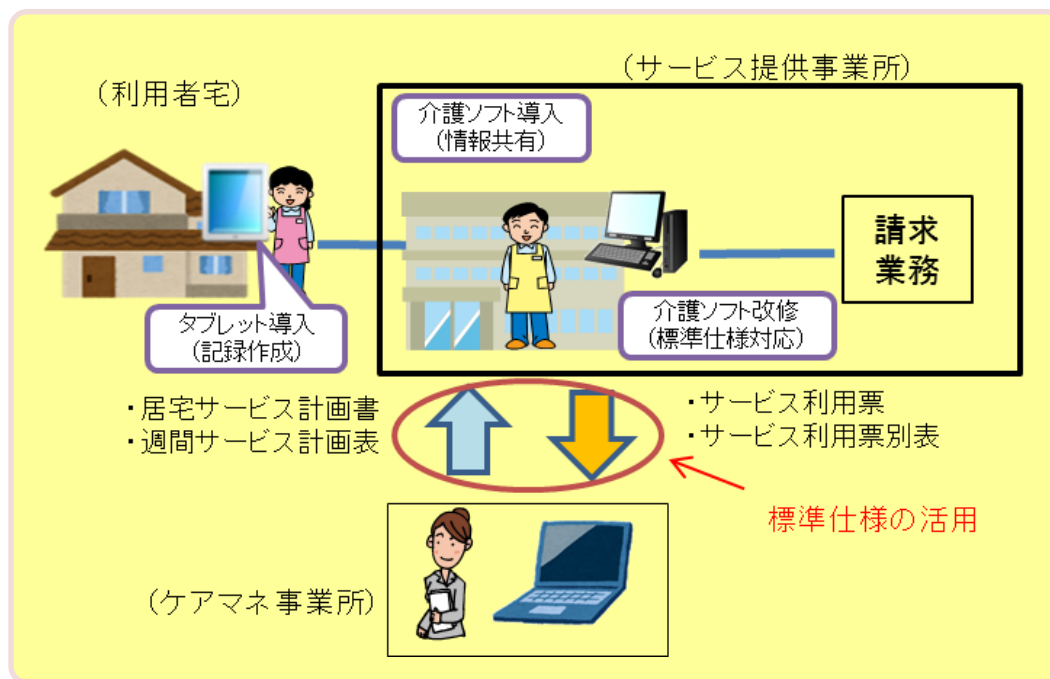 (サービス提供事業所)
(利用者宅)
介護ソフト導入
(情報共有)
請求
業務
タブレット導入
(記録作成)
介護ソフト改修
(標準仕様対応)
・居宅サービス計画書
・週間サービス計画表
・サービス利用票
・サービス利用票別表
標準仕様の活用
(ケアマネ事業所)